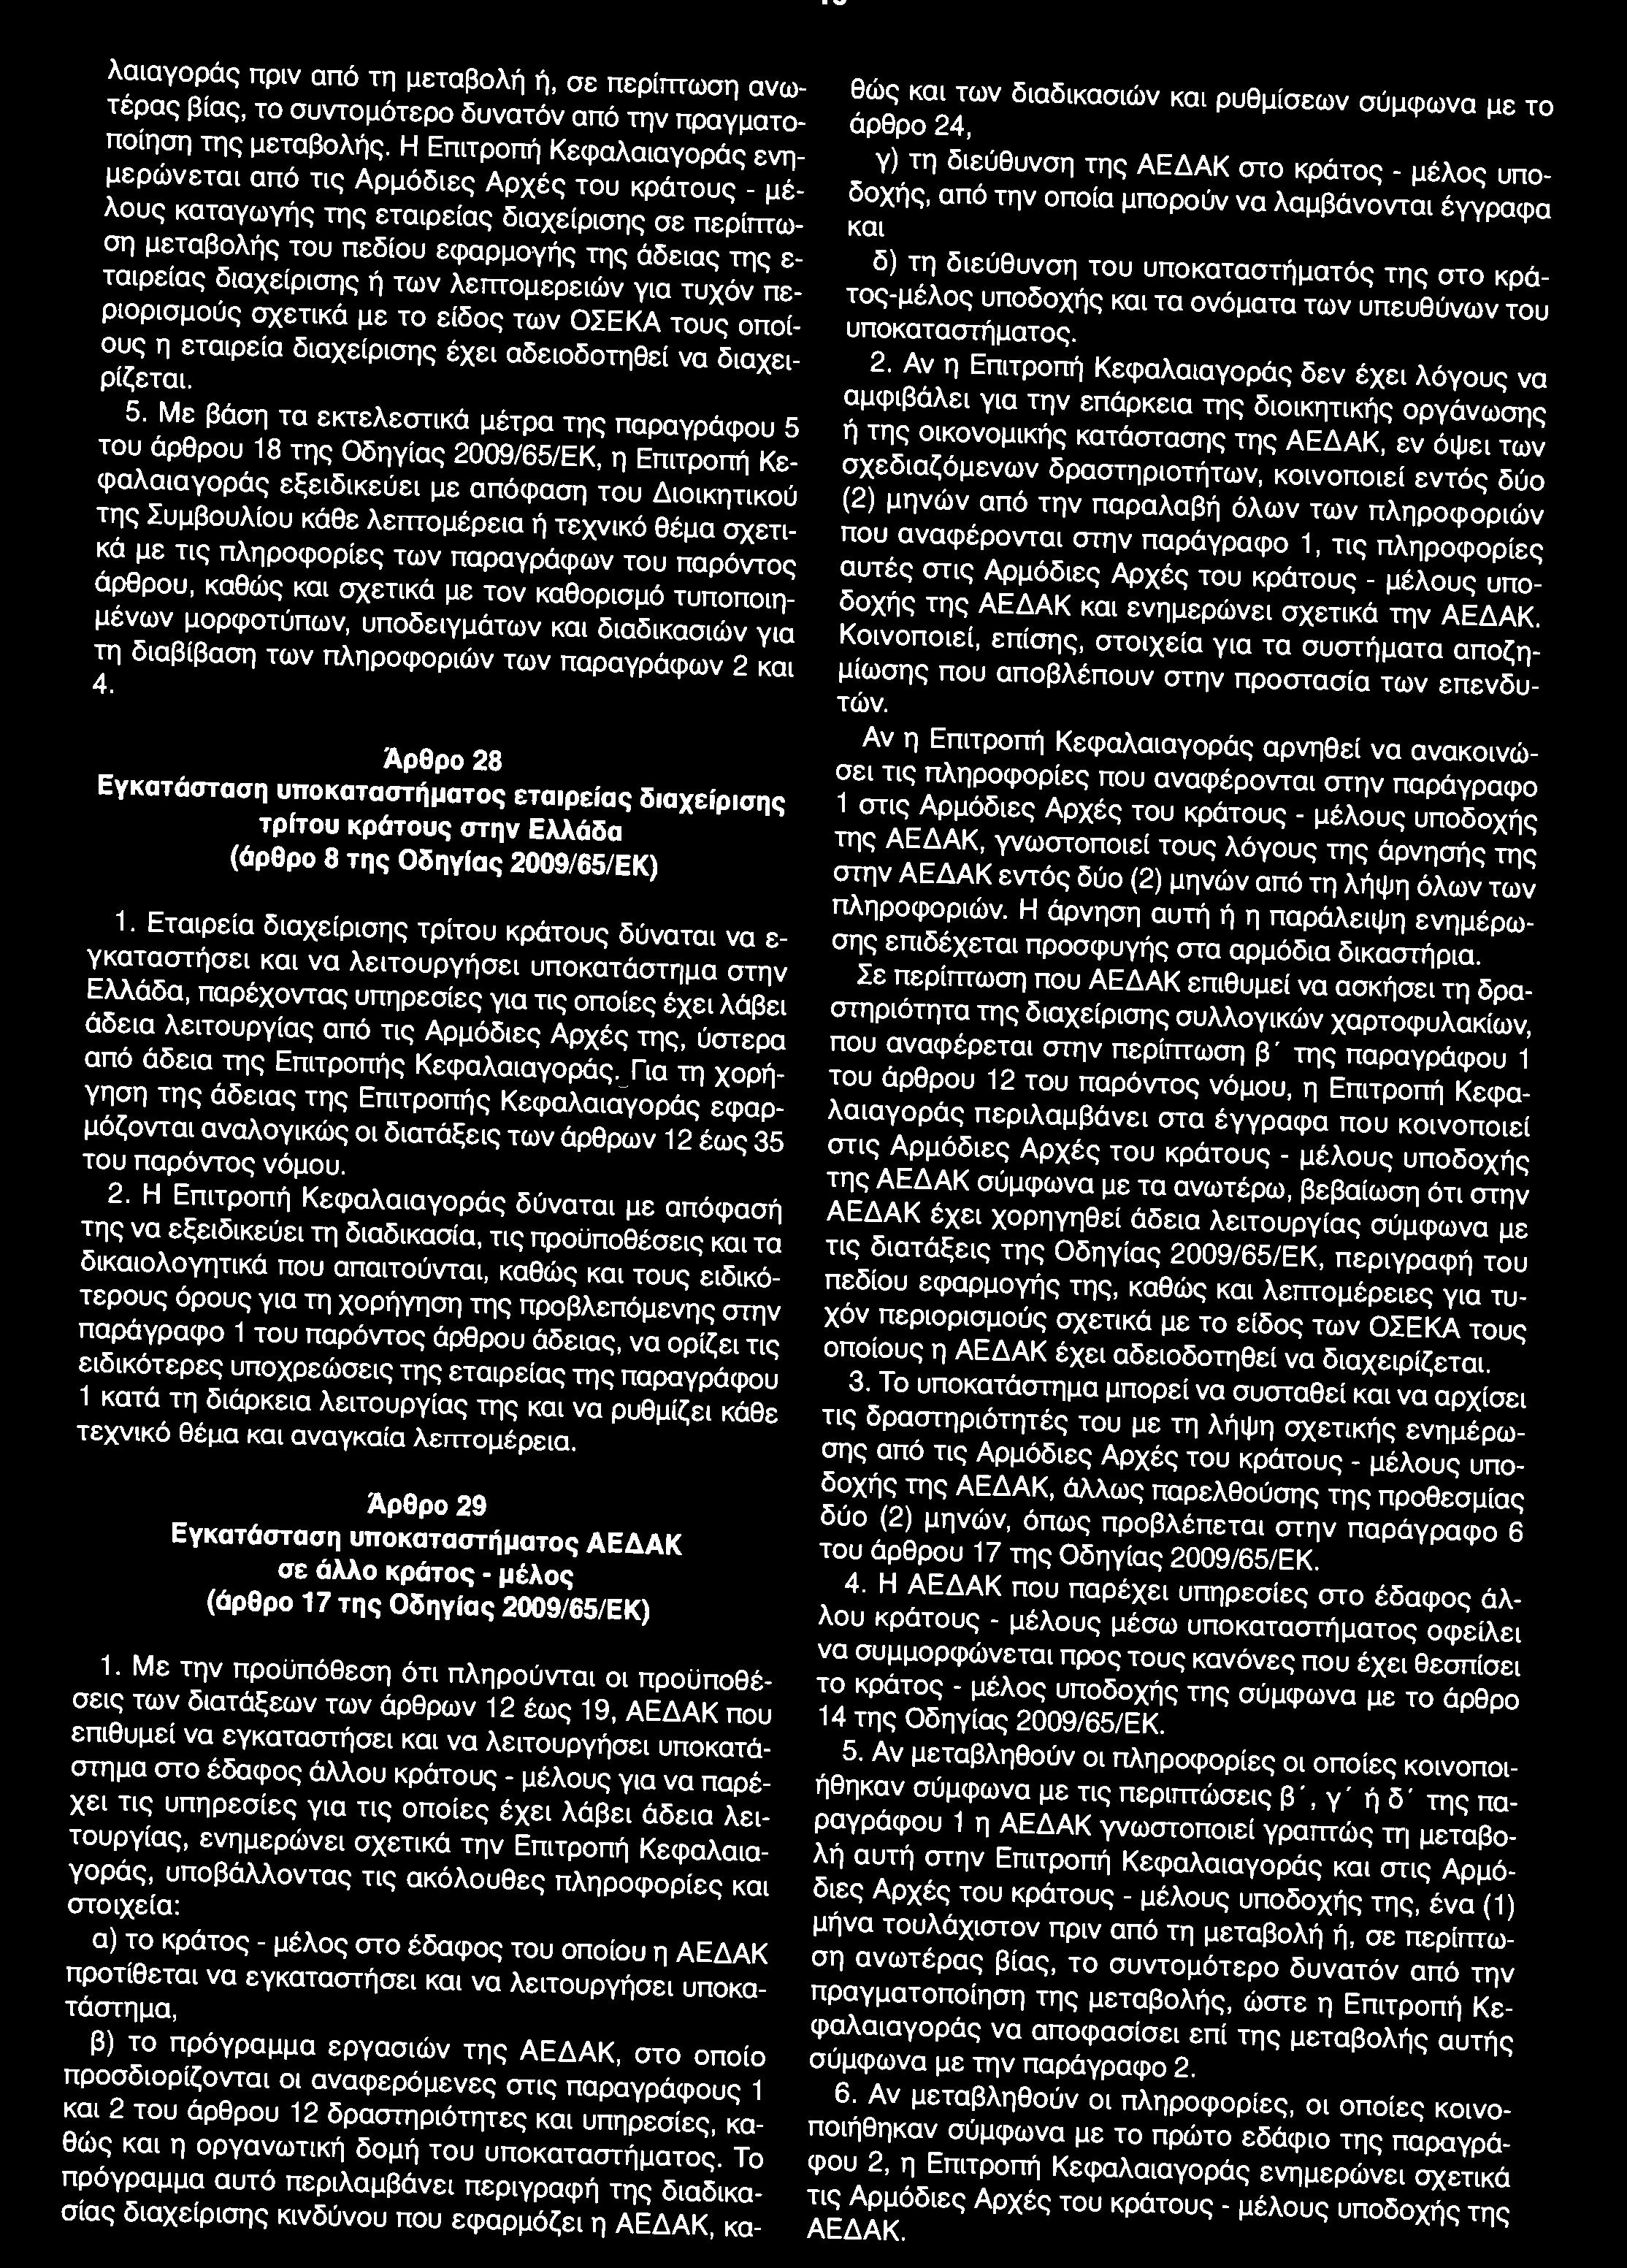 λαιαγοράς πριν από τη μεταβολή ή, σε περίπτωση ανω-
τέρας βίας, το συντομότερο δυνατόν από την πραγματο-
ποίηση της μεταβολής. Η Επιτροπή Κεφαλαιαγοράς ενη-
μερώνεται από τις Αρμόδιες Αρχές του κράτους - μέ-
λους καταγωγής της εταιρείας διαχείρισης σε περίπτω-
ση μεταβολής του πεδίου εφαρμογής της άδειας της ε-
ταιρείας διαχείρισης ή των λεπτομερειών για τυχόν πε-
ριορισμούς σχετικά με το είδος των ΟΣΕΚΑ τους οποί-
ους η εταιρεία διαχείρισης έχει αδειοδοτηθεί να διαχει-
ρίζεται.
5. Με βάση τα εκτελεστικά μέτρα της παραγράφου 5
του άρθρου 18 της Οδηγίας 2009/65/ΕΚ, η Επιτροπή Κε-
φαλαιαγοράς εξειδικεύει με απόφαση του Διοικητικού
της Συμβουλίου κάθε λεπτομέρεια ή τεχνικό θέμα σχετι-
κά με τις πληροφορίες των παραγράφων του παρόντος
άρθρου, καθώς και σχετικά με τον καθορισμό τυποποιη-
μένων μορφοτύπων, υποδειγμάτων και διαδικασιών για
τη διαβίβαση των πληροφοριών των παραγράφων 2 και
4.
Άρθρο 28
Εγκατάσταση υποκαταστήματος εταιρείας διαχείρισης
τρίτου κράτους στην Ελλάδα
(άρθρο 8 της Οδηγίας 2009/65/ΕΚ)
1. Εταιρεία διαχείρισης τρίτου κράτους δύναται να ε-
γκαταστήσει και να λειτουργήσει υποκατάστημα στην
Ελλάδα, παρέχοντας υπηρεσίες για τις οποίες έχει λάβει
άδεια λειτουργίας από τις Αρμόδιες Αρχές της, ύστερα
από άδεια της Επιτροπής Κεφαλαιαγοράς. Για τη χορή-
γηση της άδειας της Επιτροπής Κεφαλαιαγοράς εφαρ-
μόζονται αναλογικώς οι διατάξεις των άρθρων 12 έως 35
του παρόντος νόμου.
2. Η Επιτροπή Κεφαλαιαγοράς δύναται με απόφασή
της να εξειδικεύει τη διαδικασία, τις προϋποθέσεις και τα
δικαιολογητικά που απαιτούνται, καθώς και τους ειδικό-
τερους όρους για τη χορήγηση της προβλεπόμενης στην
παράγραφο 1 του παρόντος άρθρου άδειας, να ορίζει τις
ειδικότερες υποχρεώσεις της εταιρείας της παραγράφου
1 κατά τη διάρκεια λειτουργίας της και να ρυθμίζει κάθε
τεχνικό θέμα και αναγκαία λεπτομέρεια.
Άρθρο 29
Εγκατάσταση υποκαταστήματος ΑΕΔΑΚ
σε άλλο κράτος - μέλος
(άρθρο 17 της Οδηγίας 2009/65/ΕΚ)
1. Με την προϋπόθεση ότι πληρούνται οι προϋποθέ-
σεις των διατάξεων των άρθρων 12 έως 19, ΑΕΔΑΚ που
επιθυμεί να εγκαταστήσει και να λειτουργήσει υποκατά-
στημα στο έδαφος άλλου κράτους - μέλους για να παρέ-
χει τις υπηρεσίες για τις οποίες έχει λάβει άδεια λει-
τουργίας, ενημερώνει σχετικά την Επιτροπή Κεφαλαια-
γοράς, υποβάλλοντας τις ακόλουθες πληροφορίες και
στοιχεία:
α) το κράτος - μέλος στο έδαφος του οποίου η ΑΕΔΑΚ
προτίθεται να εγκαταστήσει και να λειτουργήσει υποκα-
τάστημα,
β) το πρόγραμμα εργασιών της ΑΕΔΑΚ, στο οποίο
προσδιορίζονται οι αναφερόμενες στις παραγράφους 1
και 2 του άρθρου 12 δραστηριότητες και υπηρεσίες, κα-
θώς και η οργανωτική δομή του υποκαταστήματος. Το
πρόγραμμα αυτό περιλαμβάνει περιγραφή της διαδικα-
σίας διαχείρισης κινδύνου που εφαρμόζει η ΑΕΔΑΚ, κα-
θώς και των διαδικασιών και ρυθμίσεων σύμφωνα με το
άρθρο 24,
γ) τη διεύθυνση της ΑΕΔΑΚ στο κράτος - μέλος υπο-
δοχής, από την οποία μπορούν να λαμβάνονται έγγραφα
και
δ) τη διεύθυνση του υποκαταστήματός της στο κρά-
τος-μέλος υποδοχής και τα ονόματα των υπευθύνων του
υποκαταστήματος.
2. Αν η Επιτροπή Κεφαλαιαγοράς δεν έχει λόγους να
αμφιβάλει για την επάρκεια της διοικητικής οργάνωσης
ή της οικονομικής κατάστασης της ΑΕΔΑΚ, εν όψει των
σχεδιαζόμενων δραστηριοτήτων, κοινοποιεί εντός δύο
(2) μηνών από την παραλαβή όλων των πληροφοριών
που αναφέρονται στην παράγραφο 1, τις πληροφορίες
αυτές στις Αρμόδιες Αρχές του κράτους - μέλους υπο-
δοχής της ΑΕΔΑΚ και ενημερώνει σχετικά την ΑΕΔΑΚ.
Κοινοποιεί, επίσης, στοιχεία για τα συστήματα αποζη-
μίωσης που αποβλέπουν στην προστασία των επενδυ-
τών.
Αν η Επιτροπή Κεφαλαιαγοράς αρνηθεί να ανακοινώ-
σει τις πληροφορίες που αναφέρονται στην παράγραφο
1 στις Αρμόδιες Αρχές του κράτους - μέλους υποδοχής
της ΑΕΔΑΚ, γνωστοποιεί τους λόγους της άρνησής της
στην ΑΕΔΑΚ εντός δύο (2) μηνών από τη λήψη όλων των
πληροφοριών. Η άρνηση αυτή ή η παράλειψη ενημέρω-
σης επιδέχεται προσφυγής στα αρμόδια δικαστήρια.
Σε περίπτωση που ΑΕΔΑΚ επιθυμεί να ασκήσει τη δρα-
στηριότητα της διαχείρισης συλλογικών χαρτοφυλακίων,
που αναφέρεται στην περίπτωση β΄ της παραγράφου 1
του άρθρου 12 του παρόντος νόμου, η Επιτροπή Κεφα-
λαιαγοράς περιλαμβάνει στα έγγραφα που κοινοποιεί
στις Αρμόδιες Αρχές του κράτους - μέλους υποδοχής
της ΑΕΔΑΚ σύμφωνα με τα ανωτέρω, βεβαίωση ότι στην
ΑΕΔΑΚ έχει χορηγηθεί άδεια λειτουργίας σύμφωνα με
τις διατάξεις της Οδηγίας 2009/65/ΕΚ, περιγραφή του
πεδίου εφαρμογής της, καθώς και λεπτομέρειες για τυ-
χόν περιορισμούς σχετικά με το είδος των ΟΣΕΚΑ τους
οποίους η ΑΕΔΑΚ έχει αδειοδοτηθεί να διαχειρίζεται.
3. Το υποκατάστημα μπορεί να συσταθεί και να αρχίσει
τις δραστηριότητές του με τη λήψη σχετικής ενημέρω-
σης από τις Αρμόδιες Αρχές του κράτους - μέλους υπο-
δοχής της ΑΕΔΑΚ, άλλως παρελθούσης της προθεσμίας
δύο (2) μηνών, όπως προβλέπεται στην παράγραφο 6
του άρθρου 17 της Οδηγίας 2009/65/ΕΚ.
4. Η ΑΕΔΑΚ που παρέχει υπηρεσίες στο έδαφος άλ-
λου κράτους - μέλους μέσω υποκαταστήματος οφείλει
να συμμορφώνεται προς τους κανόνες που έχει θεσπίσει
το κράτος - μέλος υποδοχής της σύμφωνα με το άρθρο
14 της Οδηγίας 2009/65/ΕΚ.
5. Αν μεταβληθούν οι πληροφορίες οι οποίες κοινοποι-
ήθηκαν σύμφωνα με τις περιπτώσεις β΄, γ΄ ή δ΄ της πα-
ραγράφου 1 η ΑΕΔΑΚ γνωστοποιεί γραπτώς τη μεταβο-
λή αυτή στην Επιτροπή Κεφαλαιαγοράς και στις Αρμό-
διες Αρχές του κράτους - μέλους υποδοχής της, ένα (1)
μήνα τουλάχιστον πριν από τη μεταβολή ή, σε περίπτω-
ση ανωτέρας βίας, το συντομότερο δυνατόν από την
πραγματοποίηση της μεταβολής, ώστε η Επιτροπή Κε-
φαλαιαγοράς να αποφασίσει επί της μεταβολής αυτής
σύμφωνα με την παράγραφο 2.
6. Αν μεταβληθούν οι πληροφορίες, οι οποίες κοινο-
ποιήθηκαν σύμφωνα με το πρώτο εδάφιο της παραγρά-
φου 2, η Επιτροπή Κεφαλαιαγοράς ενημερώνει σχετικά
τις Αρμόδιες Αρχές του κράτους - μέλους υποδοχής της
ΑΕΔΑΚ.